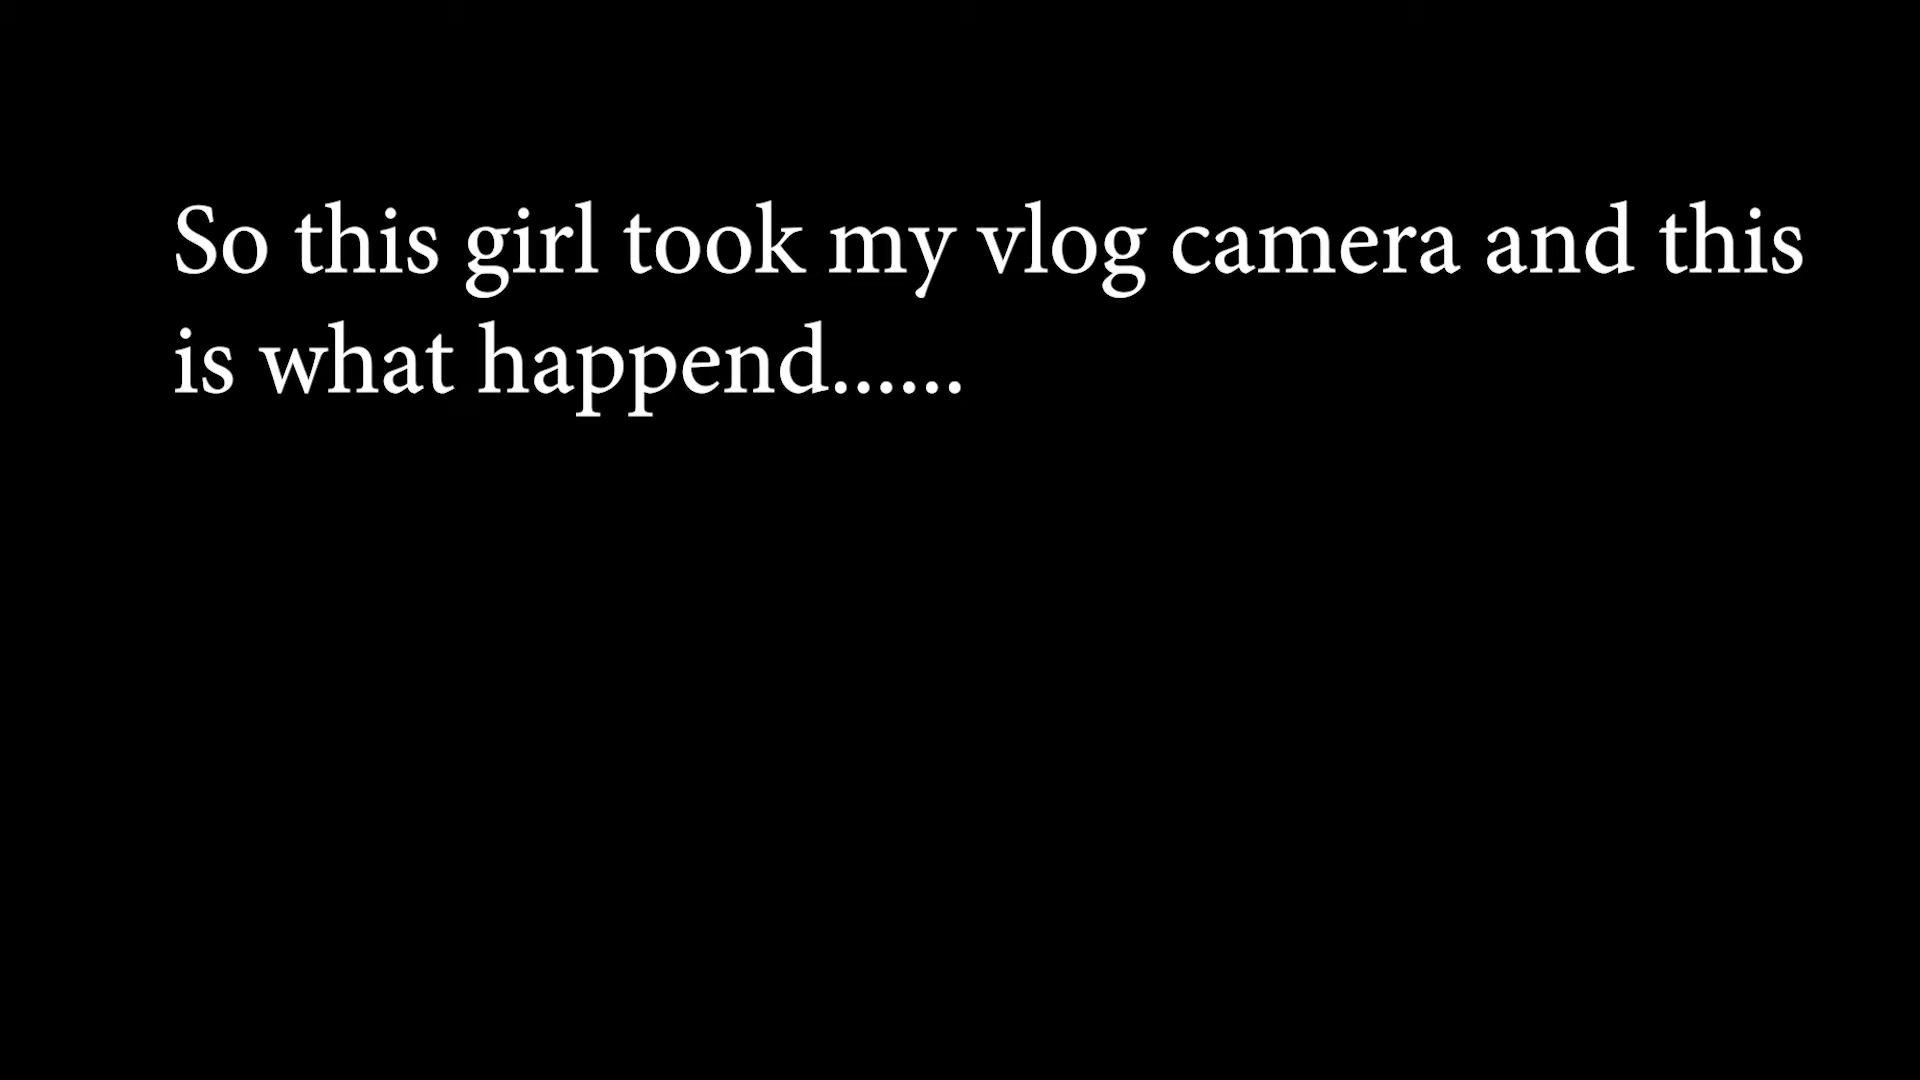 So this girl took my vlog camera and this
is what happend......